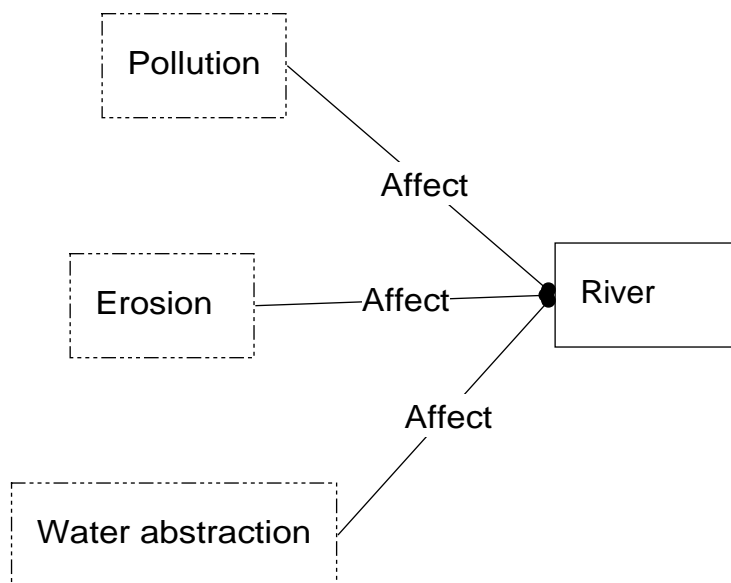 Pollution
Affect
Erosion
Affect
River
Affect
Water abstraction